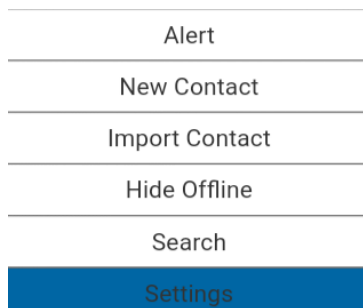 Alert
New Contact
Import Contact
Hide Offline
Search
Settings